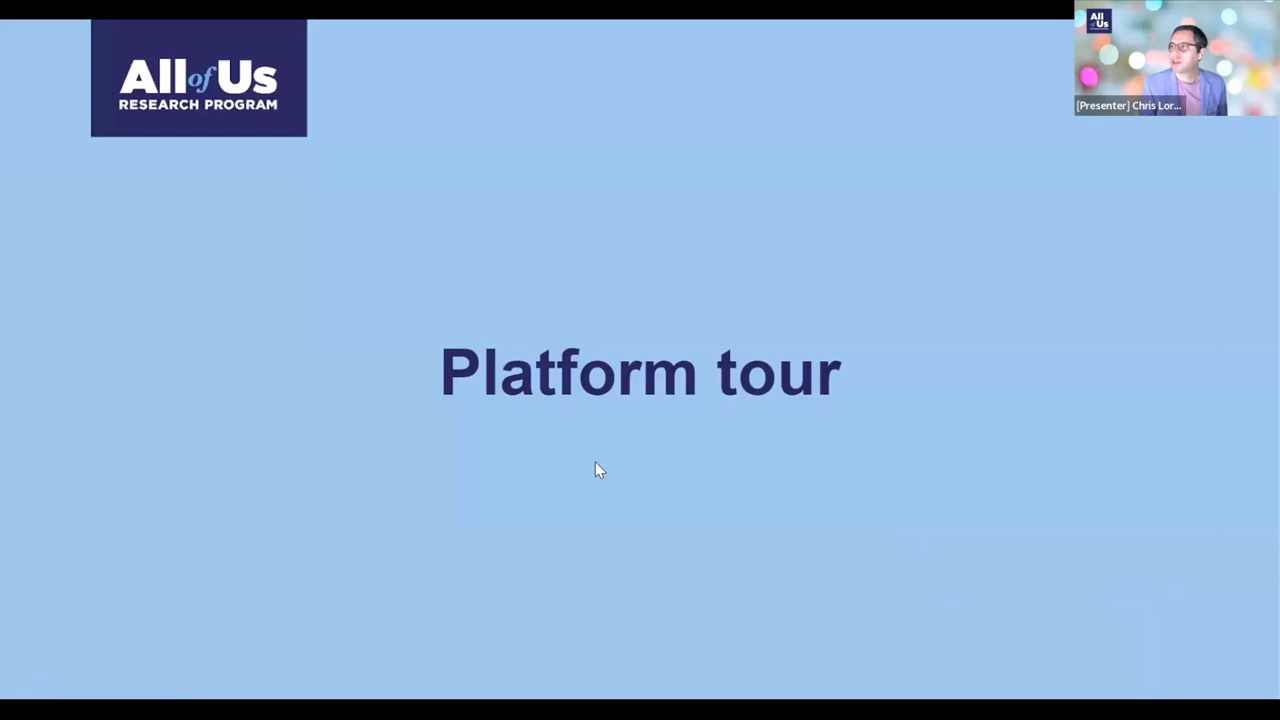 All of Us
RESEARCH PROGRAM
All
of Us
[Presenter] Chris Lor...
Platform tour